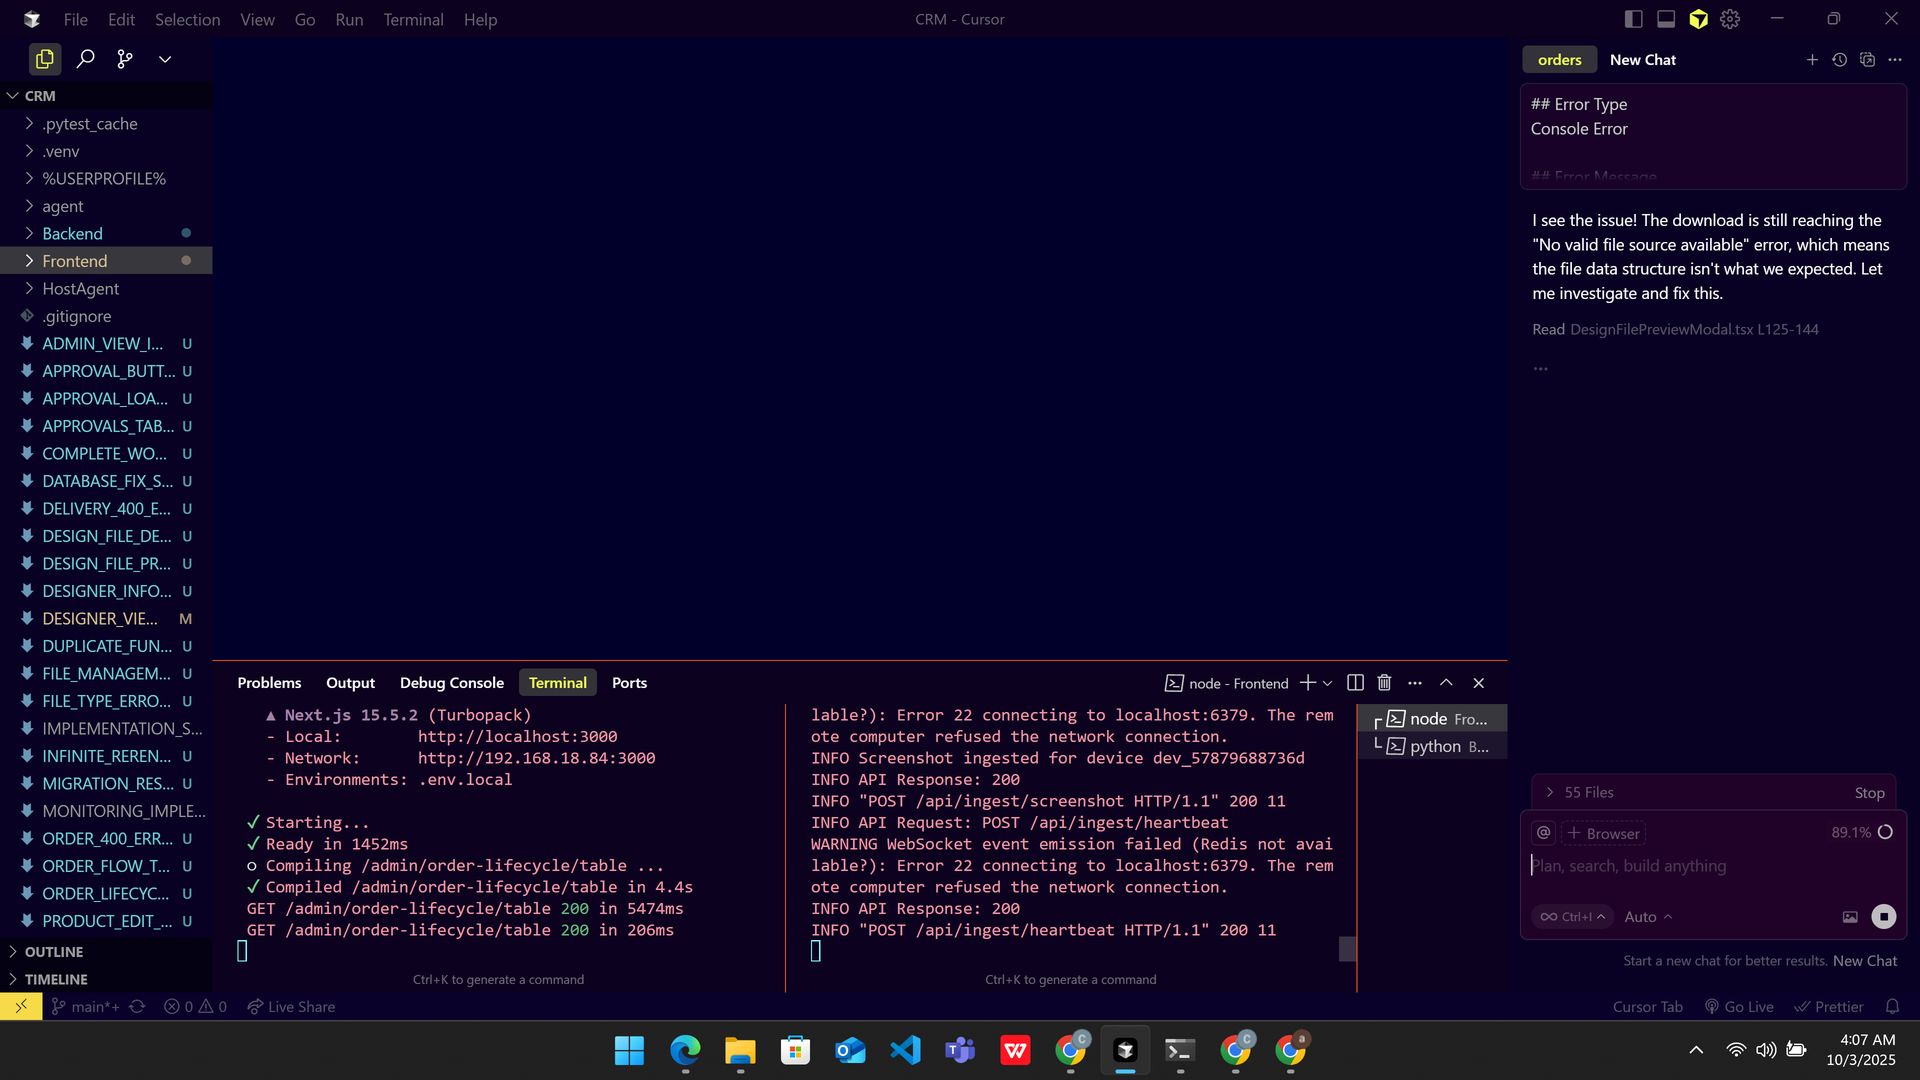 File Edit Selection View Go Run Terminal Help
CRM - Cursor
CRM
.pytest_cache
.venv
%USERPROFILE%
agent
Backend
Frontend
HostAgent
.gitignore
ADMIN_VIEW_I... U
APPROVAL_BUTT... U
APPROVAL_LOA... U
APPROVALS_TAB... U
COMPLETE_WO... U
DATABASE_FIX_S... U
DELIVERY_400_E... U
DESIGN_FILE_DE... U
DESIGN_FILE_PR... U
DESIGNER_INFO... U
DESIGNER_VIE... M
DUPLICATE_FUN... U
FILE_MANAGEM... U
FILE_TYPE_ERRO... U
IMPLEMENTATION_S...
INFINITE_REREN... U
MIGRATION_RES... U
MONITORING_IMPLE...
ORDER_400_ERR... U
ORDER_FLOW_T... U
ORDER_LIFECYC... U
PRODUCT_EDIT_... U
OUTLINE
TIMELINE
Problems Output Debug Console Terminal Ports
node - Frontend
▲ Next.js 15.5.2 (Turbopack)
- Local: http://localhost:3000
- Network: http://192.168.18.84:3000
- Environments: .env.local
✓ Starting...
✓ Ready in 1452ms
○ Compiling /admin/order-lifecycle/table ...
✓ Compiled /admin/order-lifecycle/table in 4.4s
GET /admin/order-lifecycle/table 200 in 5474ms
GET /admin/order-lifecycle/table 200 in 206ms
Ctrl+K to generate a command
lable?): Error 22 connecting to localhost:6379. The rem
ote computer refused the network connection.
INFO Screenshot ingested for device dev_57879688736d
INFO API Response: 200
INFO "POST /api/ingest/screenshot HTTP/1.1" 200 11
INFO API Request: POST /api/ingest/heartbeat
WARNING WebSocket event emission failed (Redis not avai
lable?): Error 22 connecting to localhost:6379. The rem
ote computer refused the network connection.
INFO API Response: 200
INFO "POST /api/ingest/heartbeat HTTP/1.1" 200 11
Ctrl+K to generate a command
node Fro...
python B...
orders New Chat
## Error Type
Console Error
## Error Message
I see the issue! The download is still reaching the
"No valid file source available" error, which means
the file data structure isn't what we expected. Let
me investigate and fix this.
Read DesignFilePreviewModal.tsx L125-144
...
55 Files Stop
@ + Browser 89.1%
Plan, search, build anything
∞ Ctrl+I Auto
Start a new chat for better results. New Chat
main*+ 0 0 Live Share
Cursor Tab Go Live Prettier
4:07 AM
10/3/2025